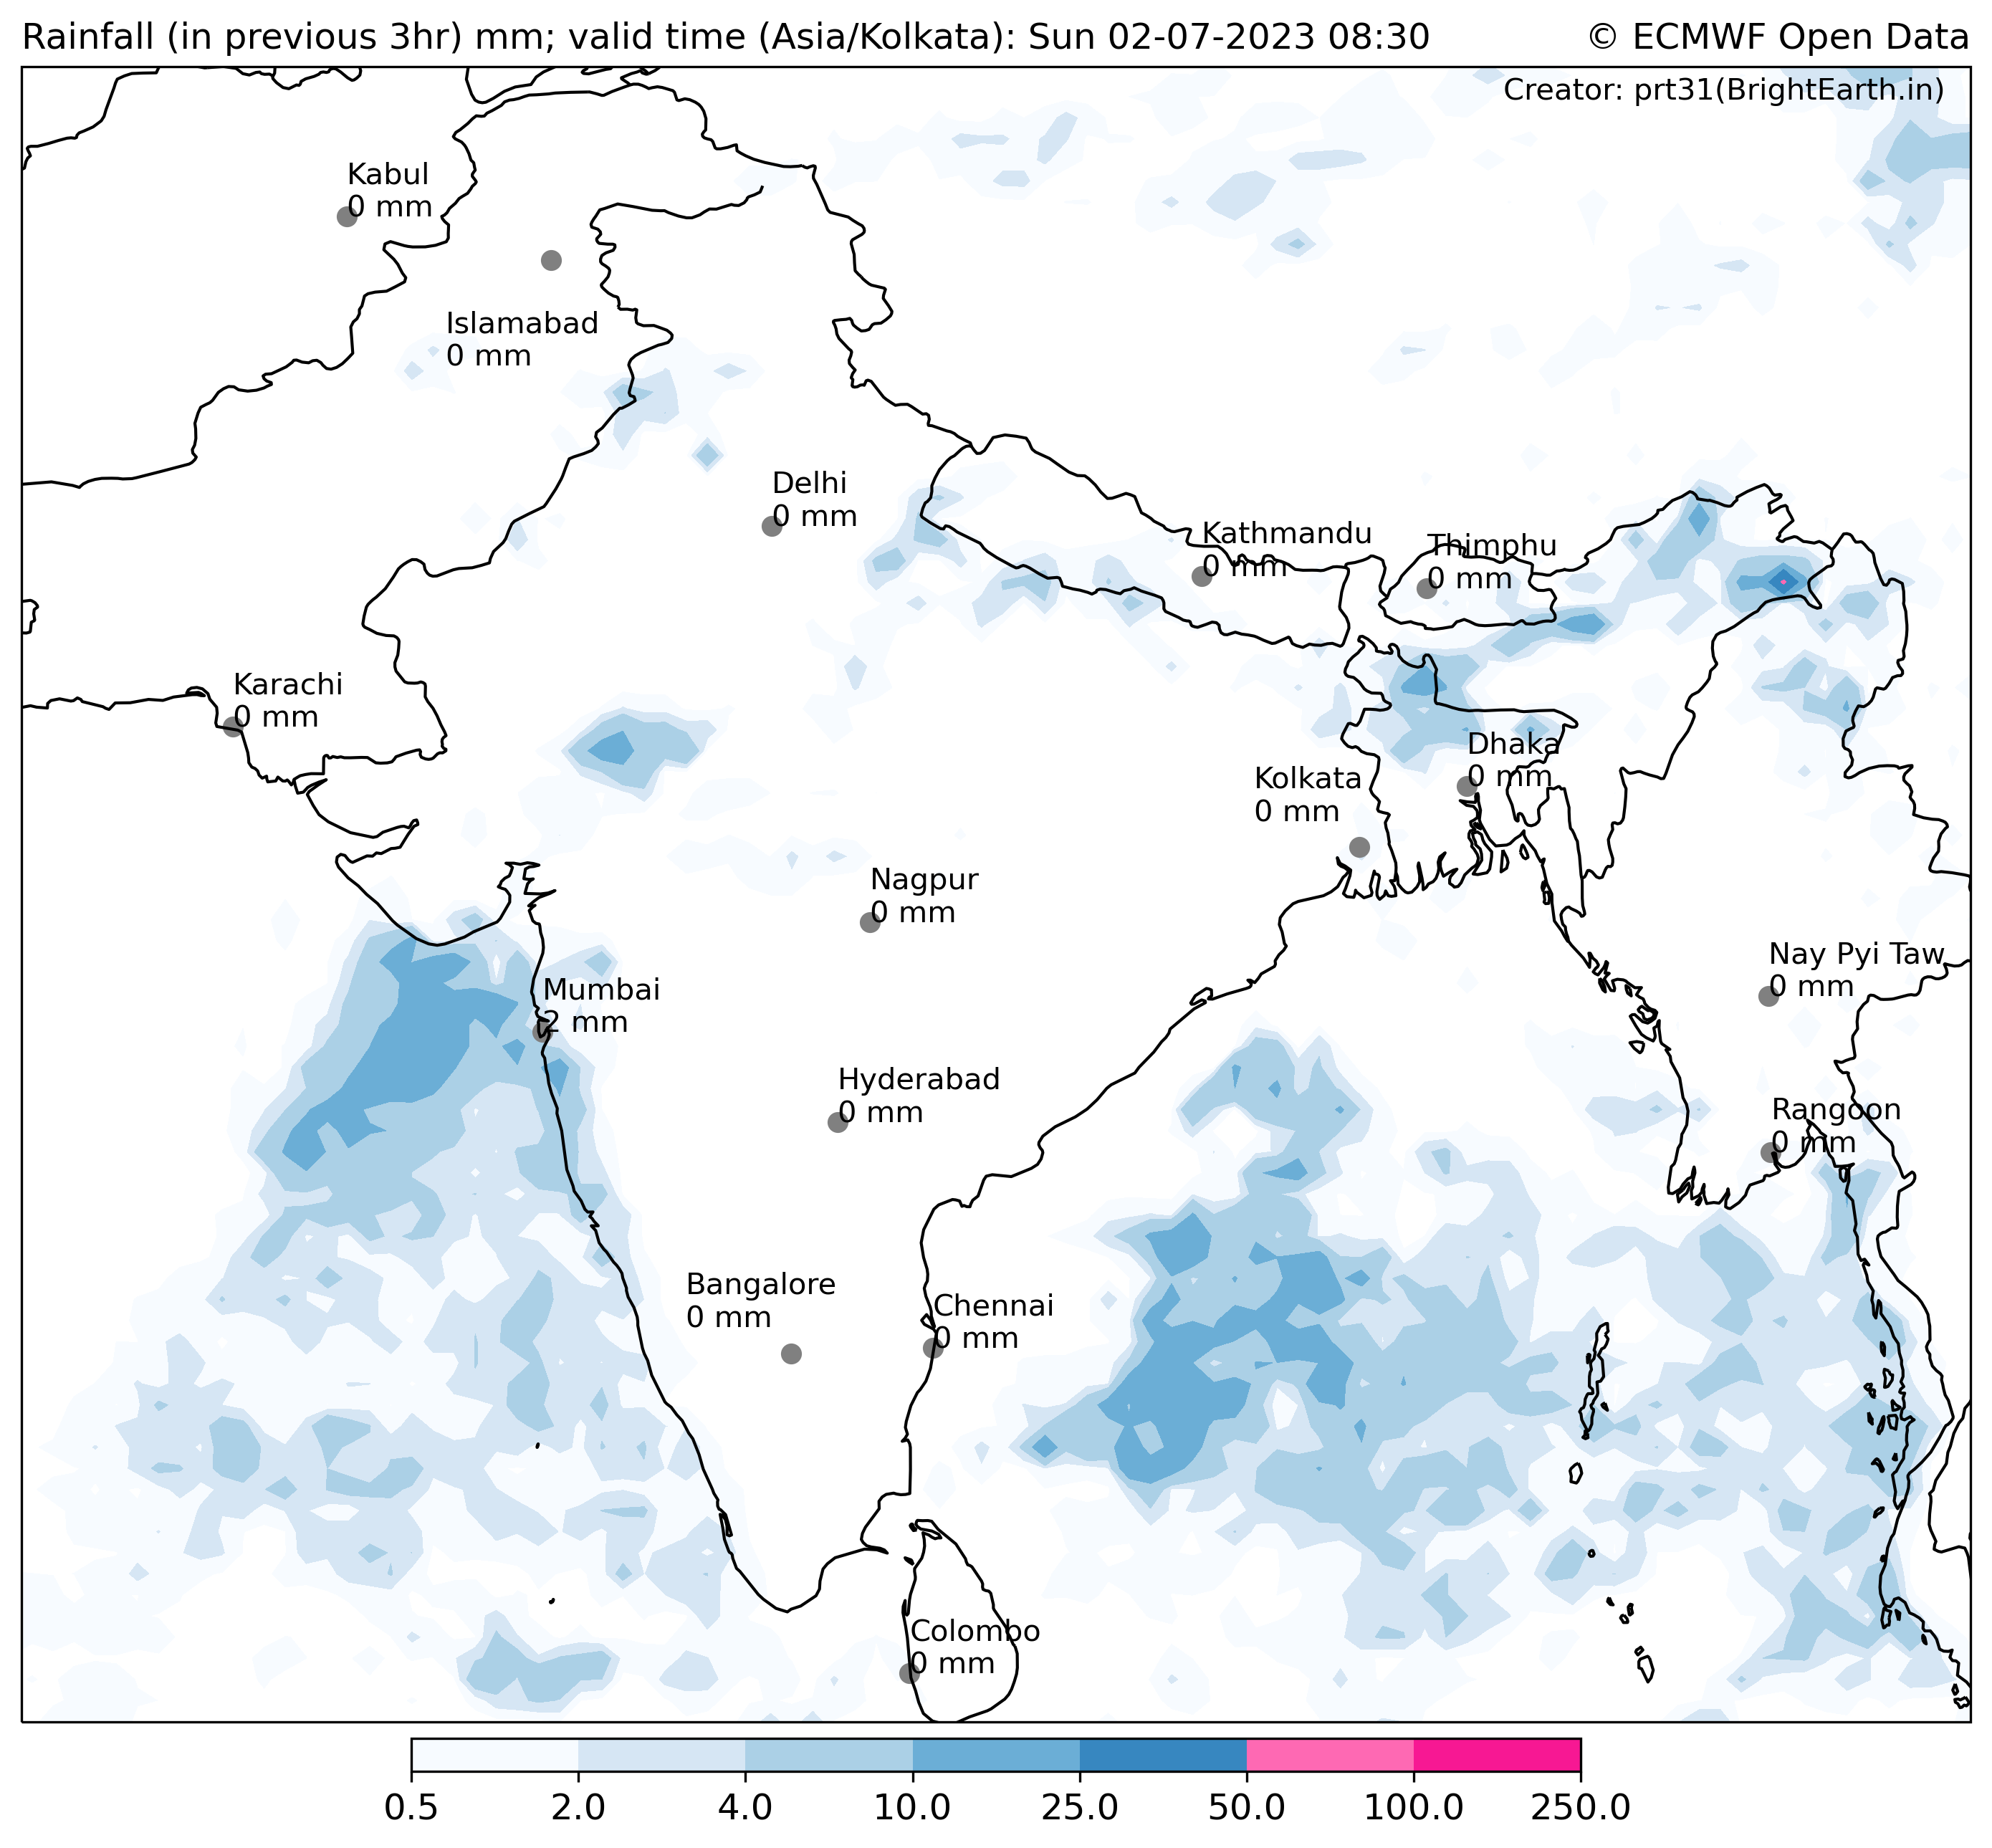 Rainfall (in previous 3hr) mm; valid time (Asia/Kolkata): Sun 02-07-2023 08:30
© ECMWF Open Data
Creator: prt31(BrightEarth.in)
Kabul
0 mm
Islamabad
0 mm
Delhi
0 mm
Kathmandu
0 mm
Thimphu
0 mm
Karachi
0 mm
Dhaka
0 mm
Kolkata
0 mm
Nagpur
0 mm
Nay Pyi Taw
0 mm
Mumbai
2 mm
Hyderabad
0 mm
Rangoon
0 mm
Bangalore
0 mm
Chennai
0 mm
Colombo
0 mm
0.5 2.0 4.0 10.0 25.0 50.0 100.0 250.0